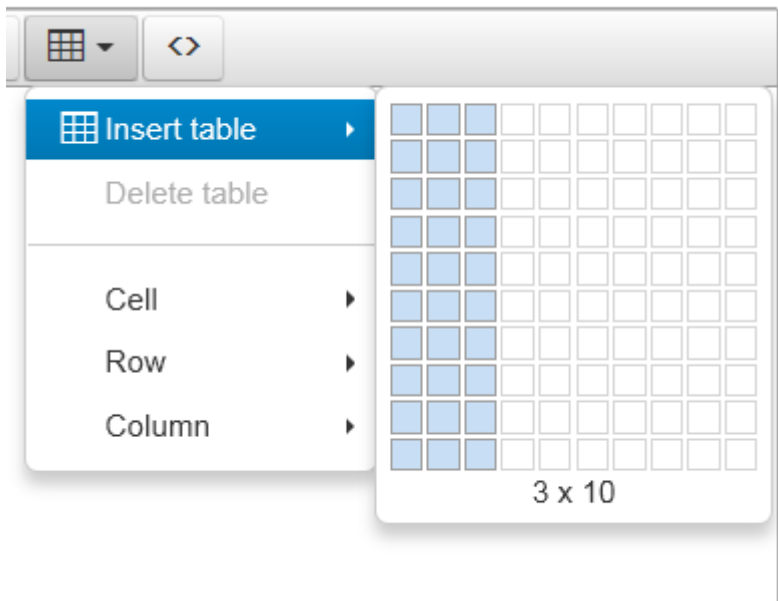 Insert table
Delete table
Cell
Row
Column
3 x 10